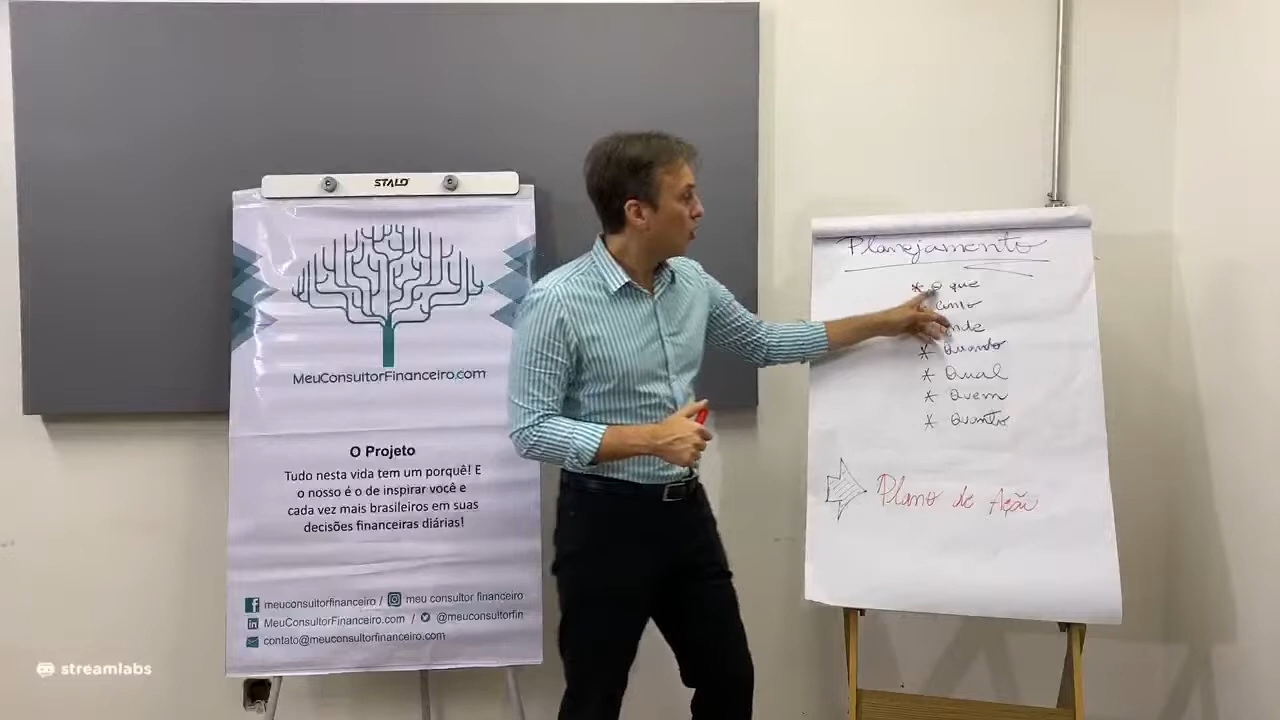 STALO
MeuConsultorFinanceiro.com
O Projeto
Tudo nesta vida tem um porquê! E
o nosso é o de inspirar você e
cada vez mais brasileiros em suas
decisões financeiras diárias!
meuconsultorfinanceiro / meu consultor financeiro
MeuConsultorFinanceiro.com / @meuconsultorfin
contato@meuconsultorfinanceiro.com
Planejamento
* O que
Como
onde
* Quando
* Qual
* Quem
* Quanto
Plano de Ação
streamlabs